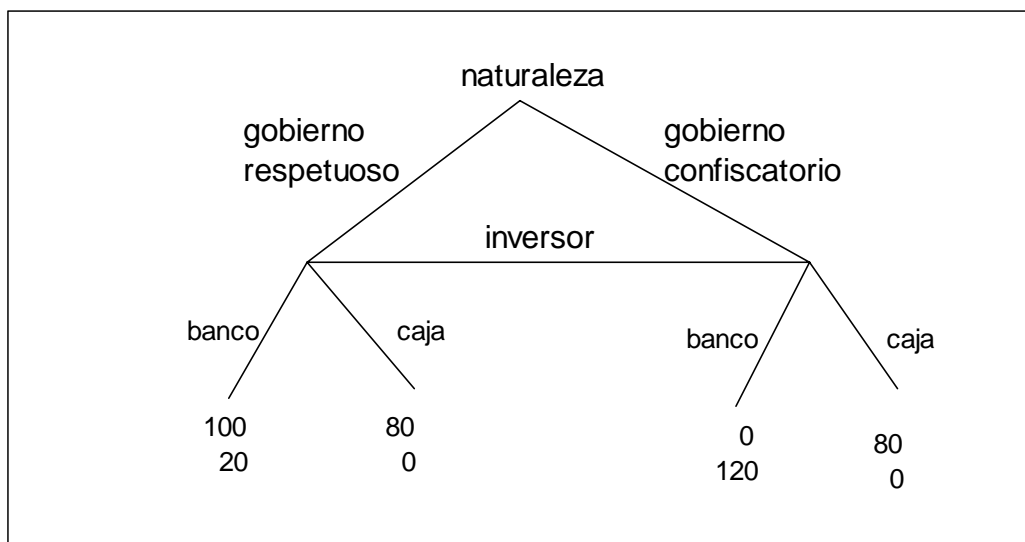 naturaleza
gobierno
respetuoso
gobierno
confiscatorio
inversor
banco
caja
banco
caja
100
20
80
0
0
120
80
0